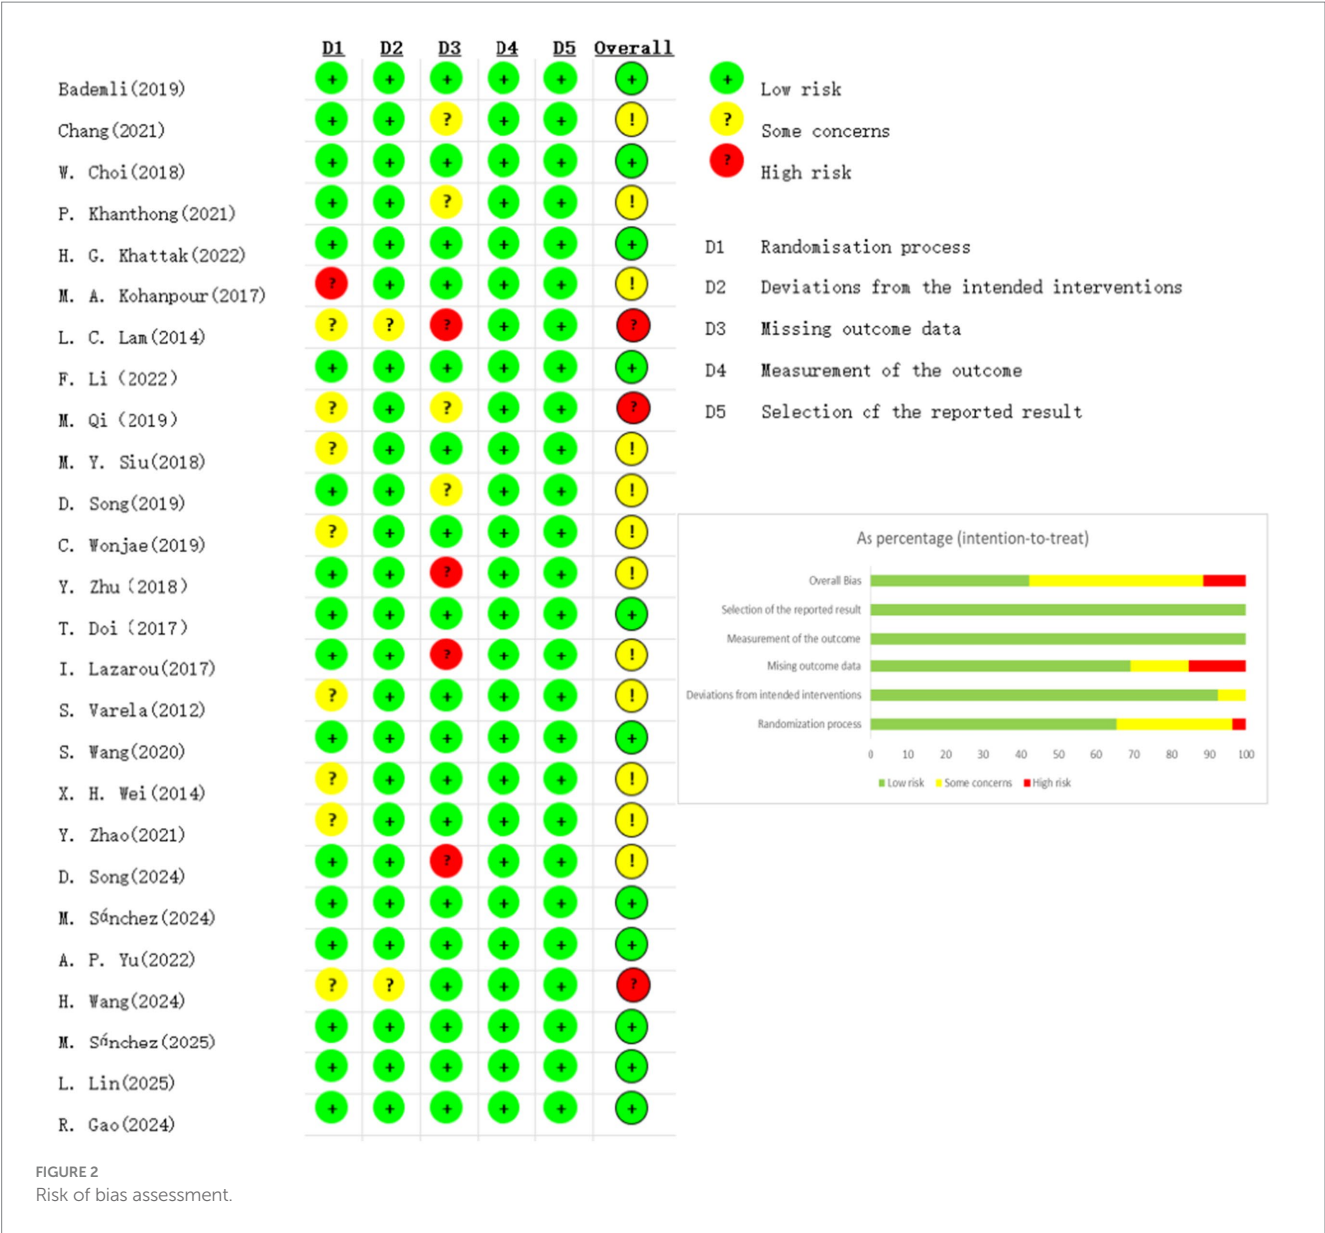 D1 D2 D3 D4 D5 Overall
Bademli(2019) + + + + + +
Chang(2021) + + ? + + !
W. Choi(2018) + + + + + +
P. Khanthong(2021) + + ? + + !
H. G. Khattak(2022) + + + + + +
M. A. Kohanpour(2017) ? + + + + !
L. C. Lam(2014) ? ? ? + + ?
F. Li (2022) + + + + + +
M. Qi (2019) ? + ? + + ?
M. Y. Siu(2018) ? + + + + !
D. Song(2019) + + ? + + !
C. Wonjae(2019) ? + + + + !
Y. Zhu (2018) + + ? + + !
T. Doi (2017) + + + + + +
I. Lazarou(2017) + + ? + + !
S. Varela(2012) ? + + + + !
S. Wang(2020) + + + + + +
X. H. Wei(2014) ? + + + + !
Y. Zhao(2021) ? + + + + !
D. Song(2024) + + ? + + !
M. Sánchez(2024) + + + + + +
A. P. Yu(2022) + + + + + +
H. Wang(2024) ? ? + + + ?
M. Sánchez(2025) + + + + + +
L. Lin(2025) + + + + + +
R. Gao(2024) + + + + + +
+ Low risk
? Some concerns
? High risk
D1 Randomisation process
D2 Deviations from the intended interventions
D3 Missing outcome data
D4 Measurement of the outcome
D5 Selection cf the reported result
As percentage (intention-to-treat)
Overall Bias
Selection of the reported result
Measurement of the outcome
Mising outcome data
Deviations from intended interventions
Randomization process
0 10 20 30 40 50 60 70 80 90 100
Low risk Some concerns High risk
FIGURE 2
Risk of bias assessment.